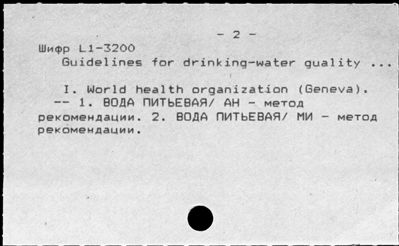 - 2 -
Шифр L1-3200
Guidelines for drinking-water guality ...
I. World health organization (Geneva).
-- 1. ВОДА ПИТЬЕВАЯ/ АН - метод
рекомендации. 2. ВОДА ПИТЬЕВАЯ/ МИ - метод
рекомендации.